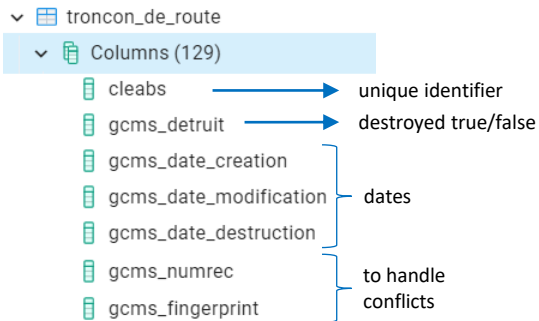 troncon_de_route
Columns (129)
cleabs unique identifier
gcms_detruit destroyed true/false
gcms_date_creation
gcms_date_modification dates
gcms_date_destruction
gcms_numrec to handle
gcms_fingerprint conflicts